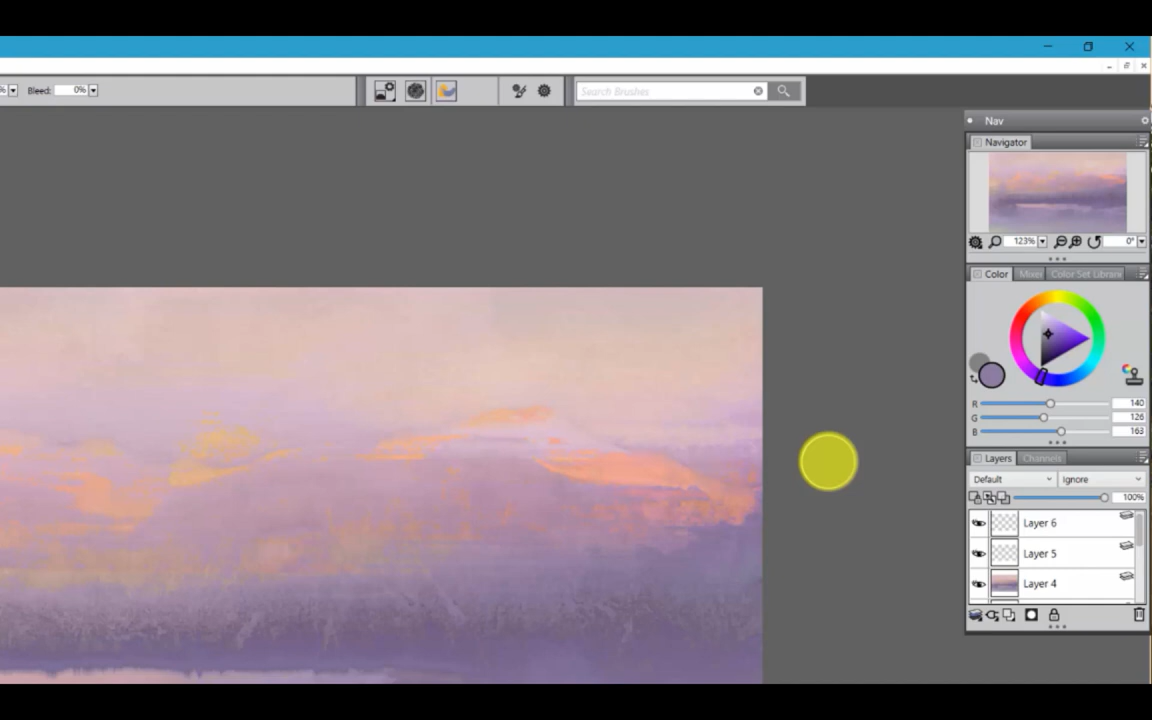 % Bleed: 0% Search Brushes
Nav
Navigator
123% 0°
Color Mixer Color Set Librari
R 140
G 126
B 163
Layers Channels
Default Ignore
100%
Layer 6
Layer 5
Layer 4